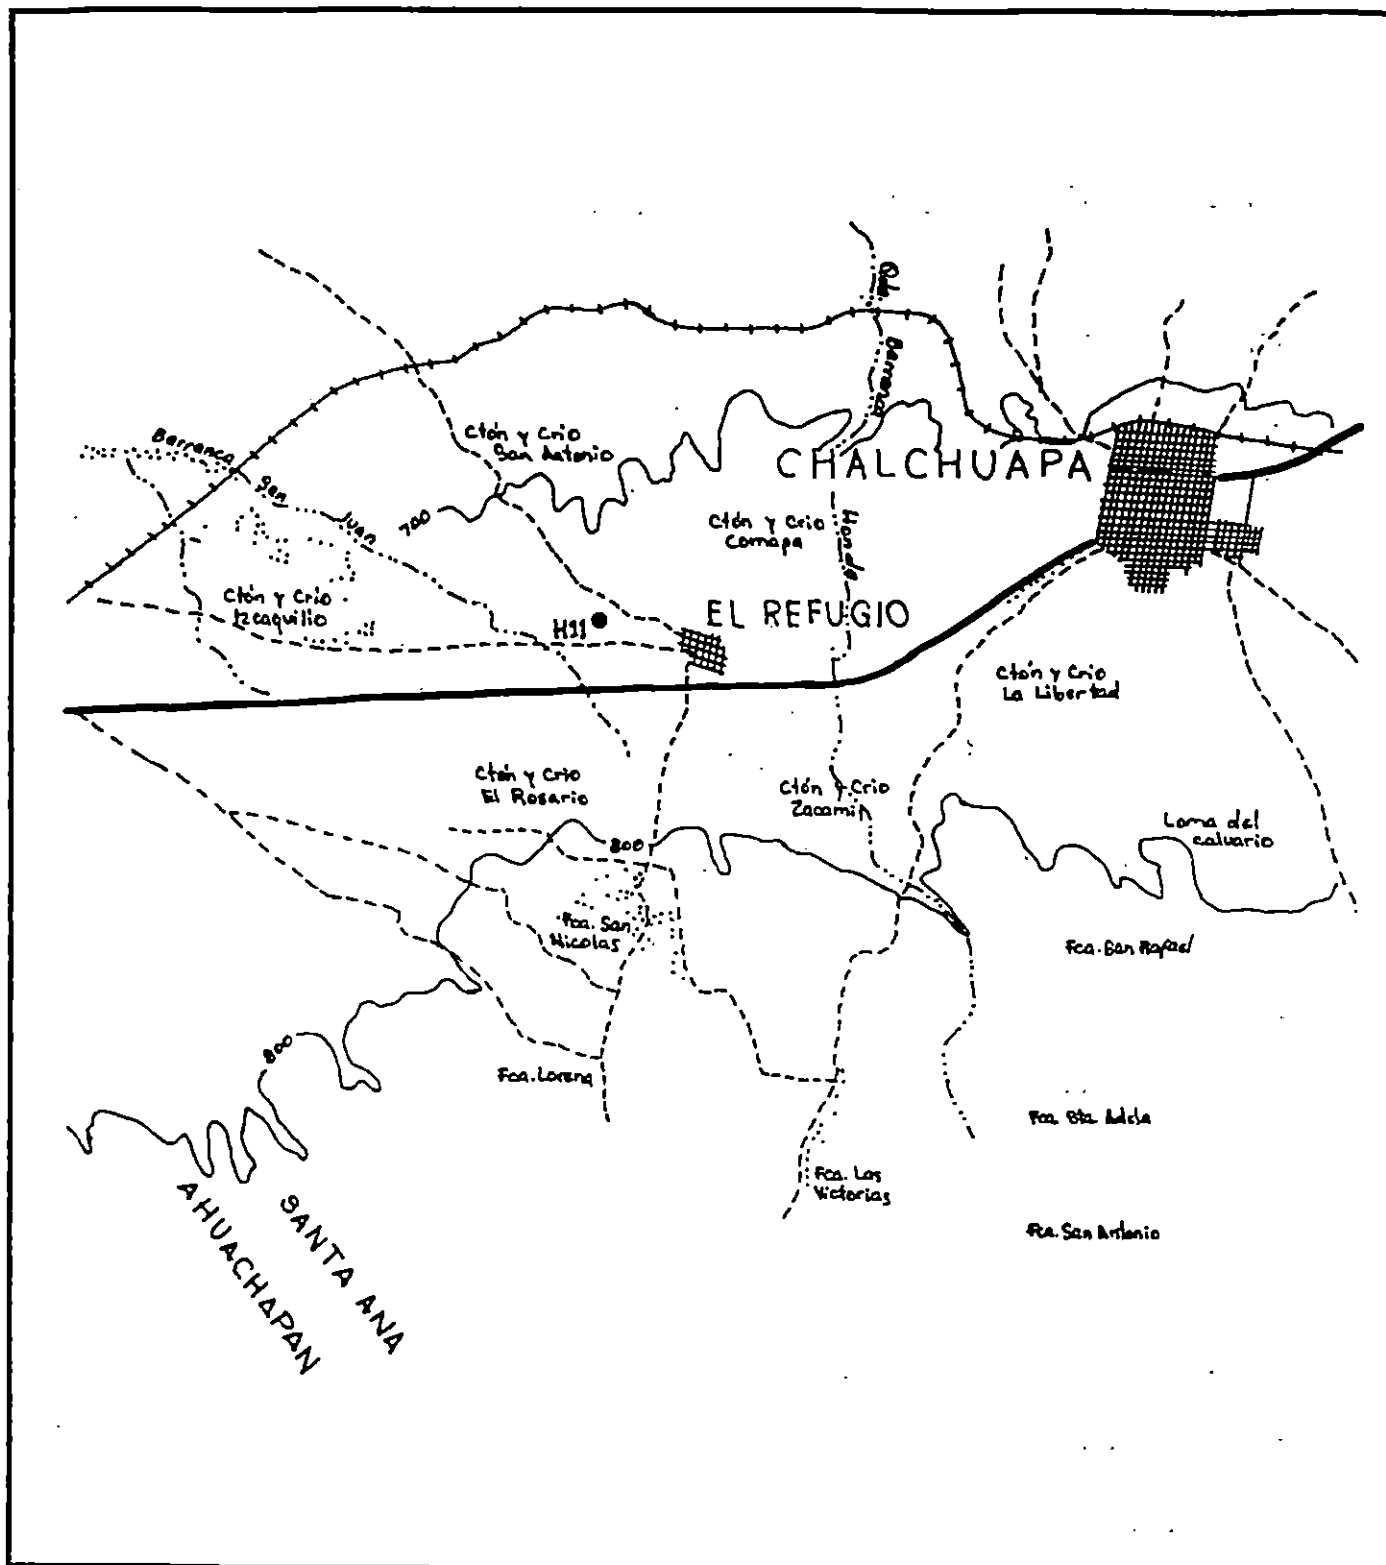 Qda.
Barranca
Honda
Ctón y Crio
San Antonio
CHALCHUAPA
Barranca
San
Juan
700
Ctón y Crio
Comapa
Ctón y Crio
Izcaquilio
H11
EL REFUGIO
Ctón y Crio
La Libertad
Ctón y Crio
El Rosario
Ctón y Crio
Zacamil
Loma del
calvario
800
Fca. San
Nicolas
Fca. San Rafael
800
Fca. Lorena
Fca. Sta. Adela
Fca. Las
Victorias
Fca. San Antonio
SANTA ANA
AHUACHAPAN